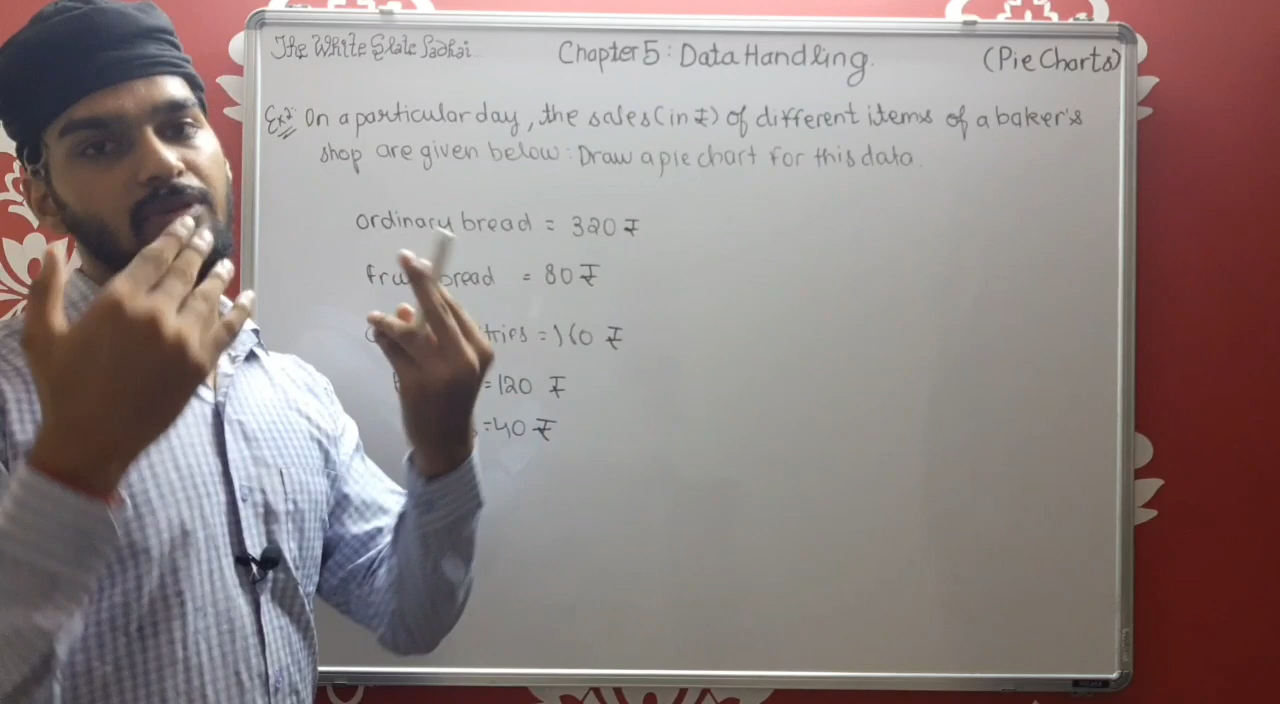 The White Slate Padhai
Chapter 5: Data Handling.
(Pie Charts)
Ex2: On a particular day, the sales (in ₹) of different items of a baker's
shop are given below: Draw a pie chart for this data.
ordinary bread = 320 ₹
bread = 80 ₹
= 160 ₹
= 120 ₹
= 40 ₹